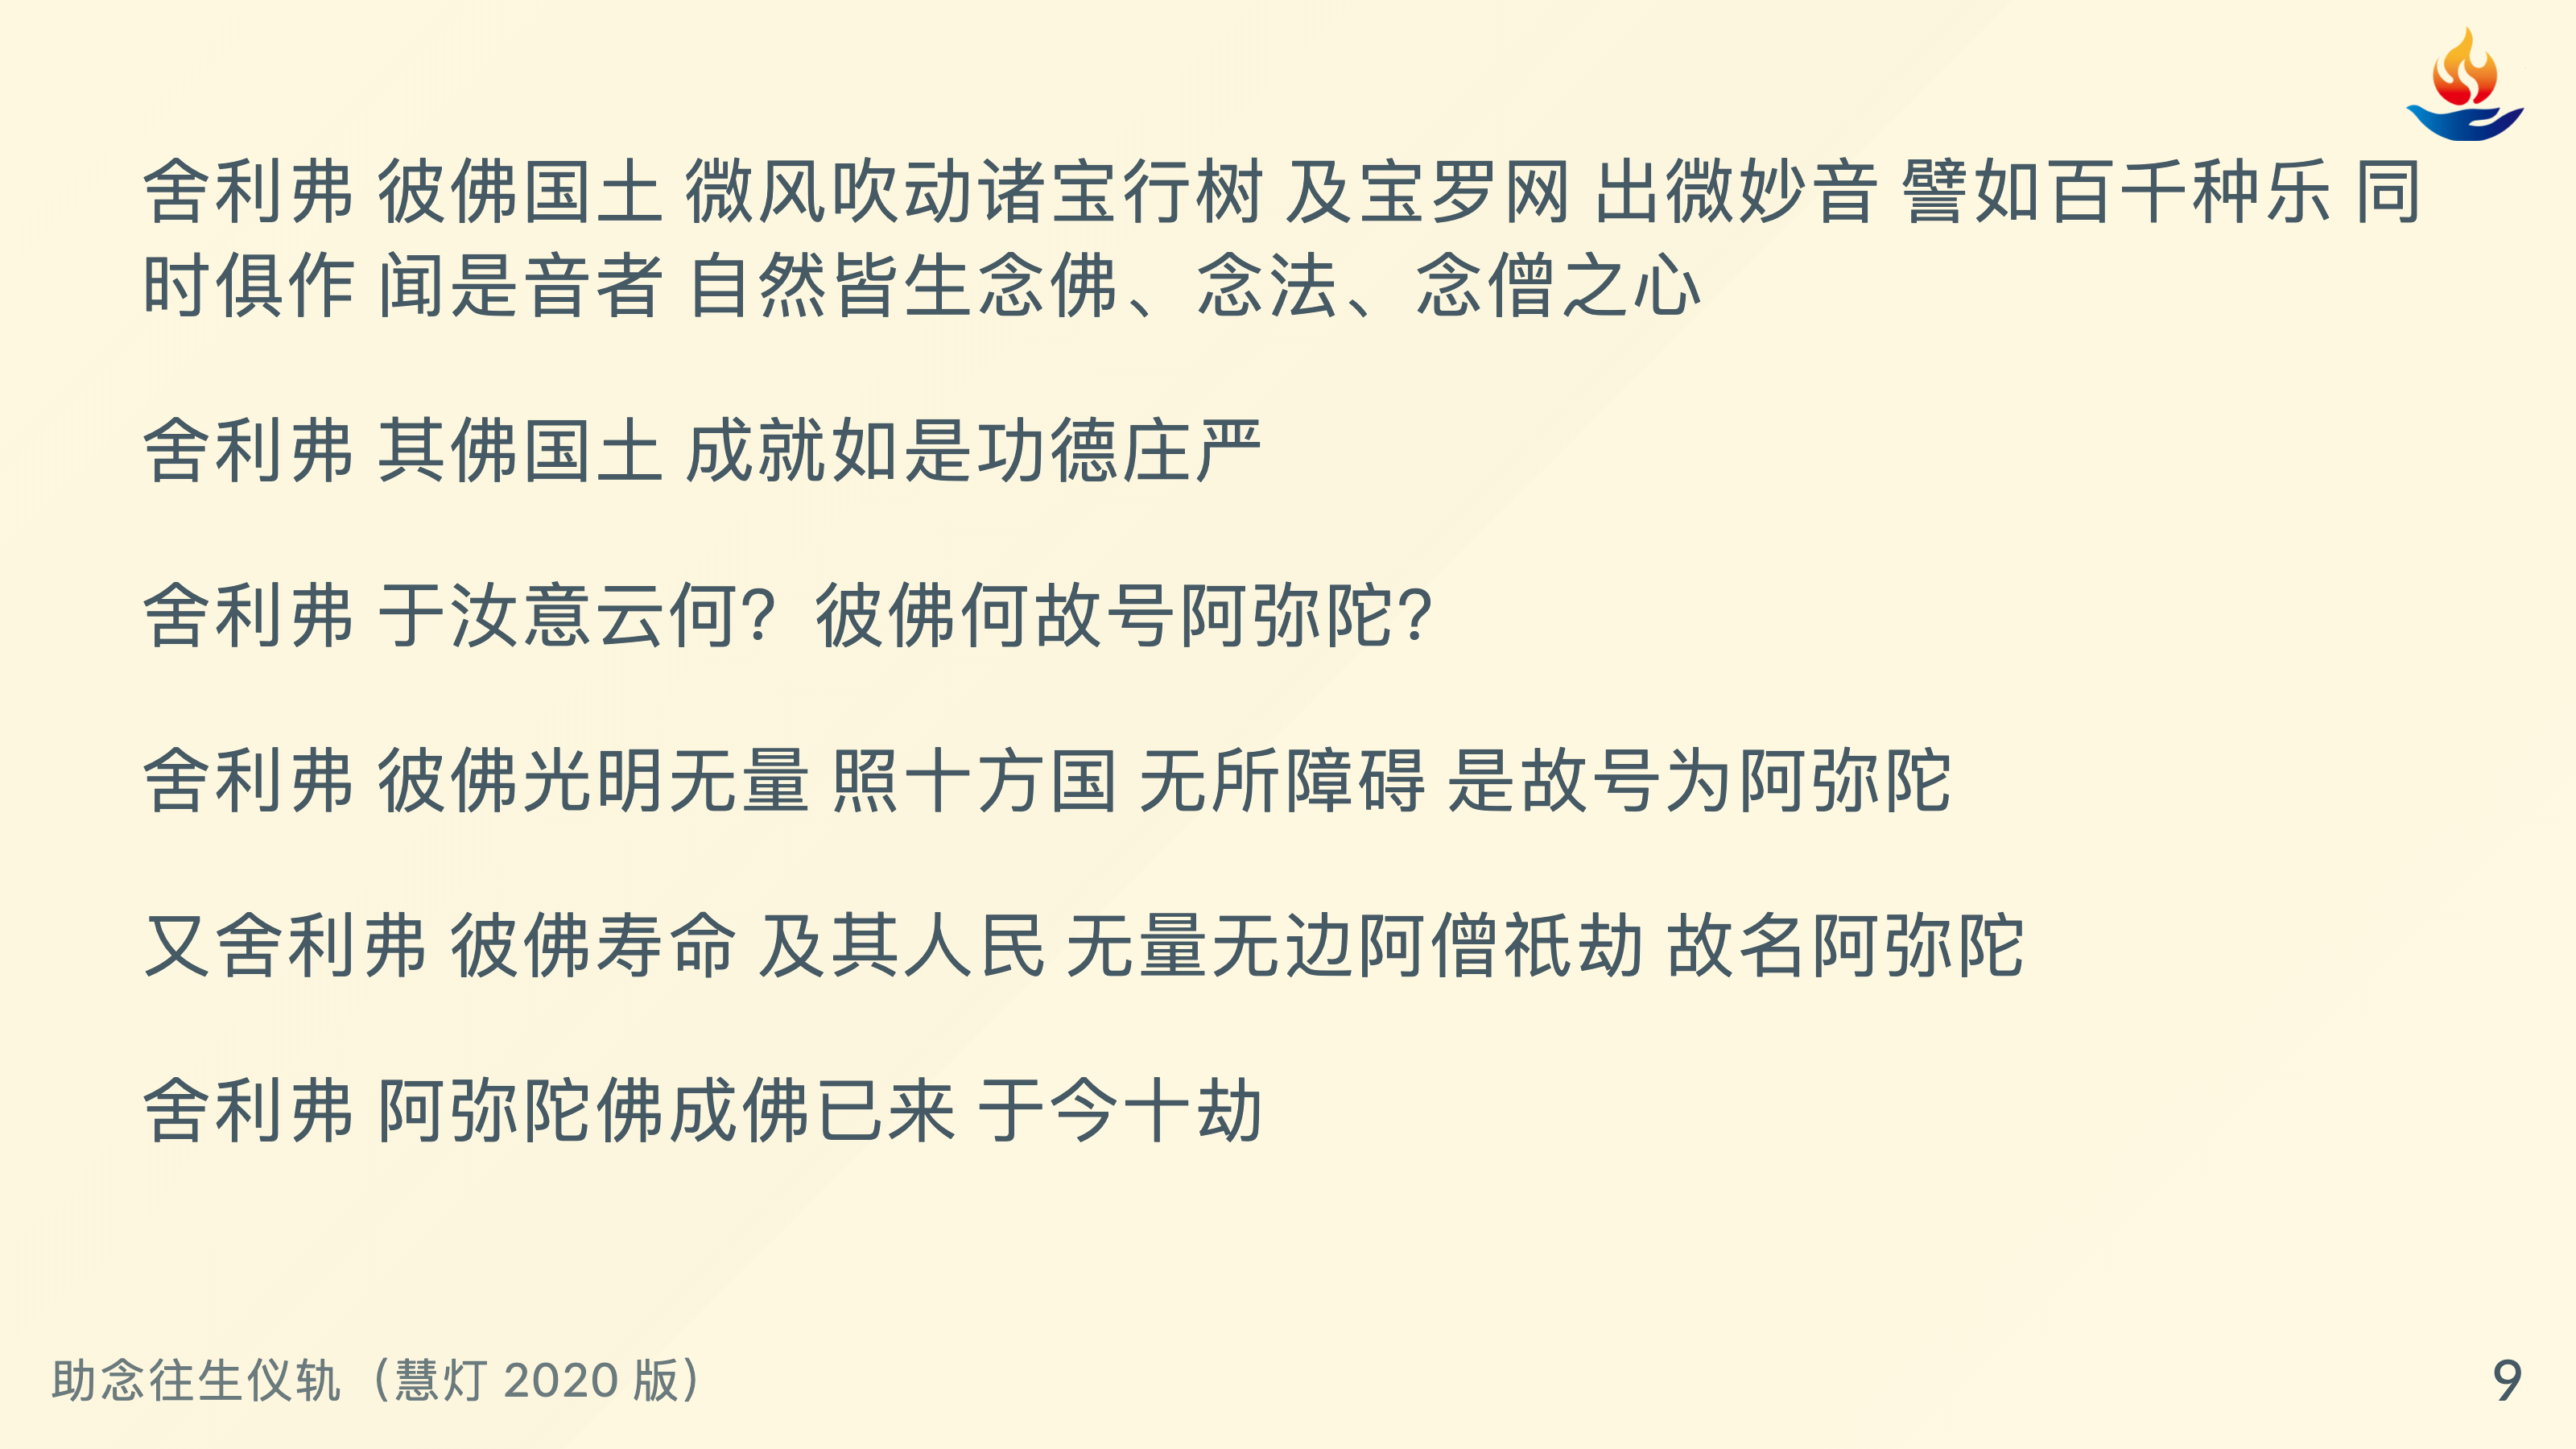 舍利弗 彼佛国土 微风吹动诸宝行树 及宝罗网 出微妙音 譬如百千种乐 同
时俱作 闻是音者 自然皆生念佛、念法、念僧之心
舍利弗 其佛国土 成就如是功德庄严
舍利弗 于汝意云何？彼佛何故号阿弥陀？
舍利弗 彼佛光明无量 照十方国 无所障碍 是故号为阿弥陀
又舍利弗 彼佛寿命 及其人民 无量无边阿僧祇劫 故名阿弥陀
舍利弗 阿弥陀佛成佛已来 于今十劫
助念往生仪轨（慧灯 2020 版）
9